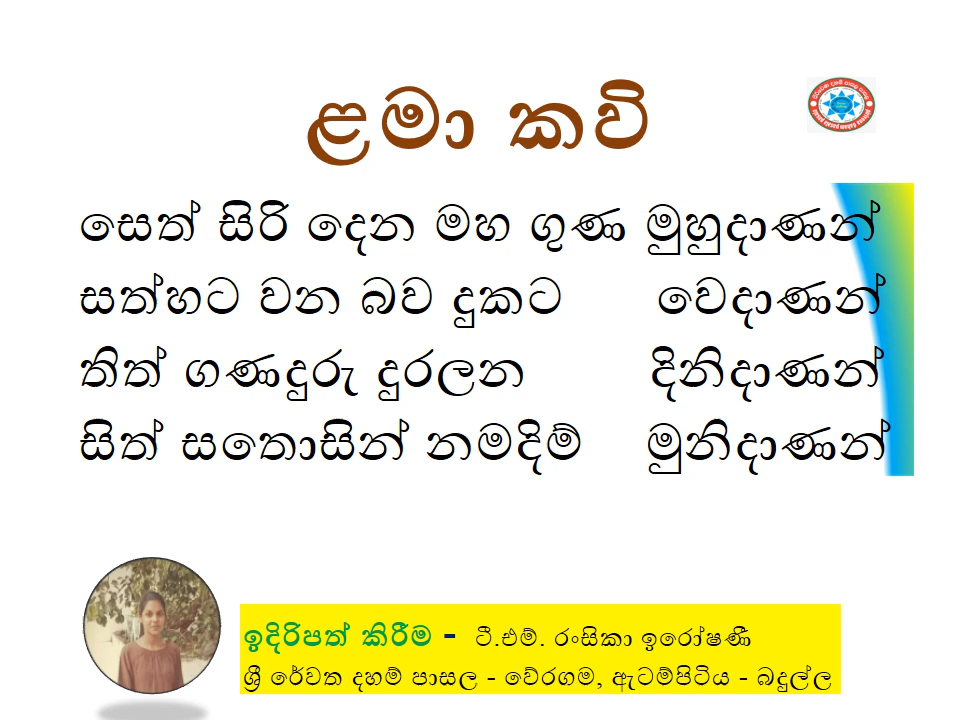 ළමා කවි
සෙත් සිරි දෙන මහ ගුණ මුහුදාණන්
සත්හට වන බව දුකට වෙදාණන්
තිත් ගණදුරු දුරලන දිනිදාණන්
සිත් සතොසින් නමදිම් මුනිදාණන්
ඉදිරිපත් කිරීම - ටී.එම්. රංසිකා ඉරෝෂණී
ශ්‍රී රේවත දහම් පාසල - වේරගම, ඇටම්පිටිය - බදුල්ල